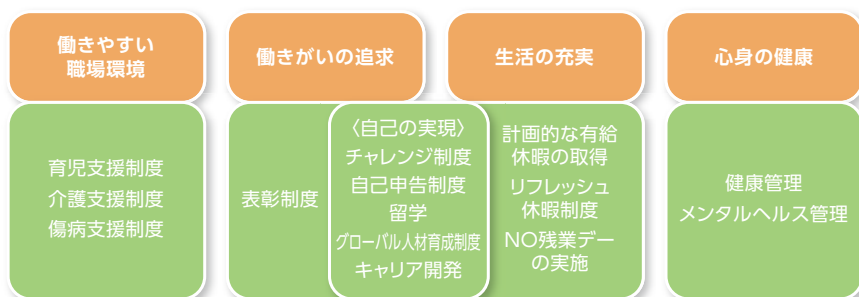 働きやすい
職場環境
育児支援制度
介護支援制度
傷病支援制度
働きがいの追求
表彰制度
〈自己の実現〉
チャレンジ制度
自己申告制度
留学
グローバル人材育成制度
キャリア開発
生活の充実
計画的な有給
休暇の取得
リフレッシュ
休暇制度
NO残業デー
の実施
心身の健康
健康管理
メンタルヘルス管理